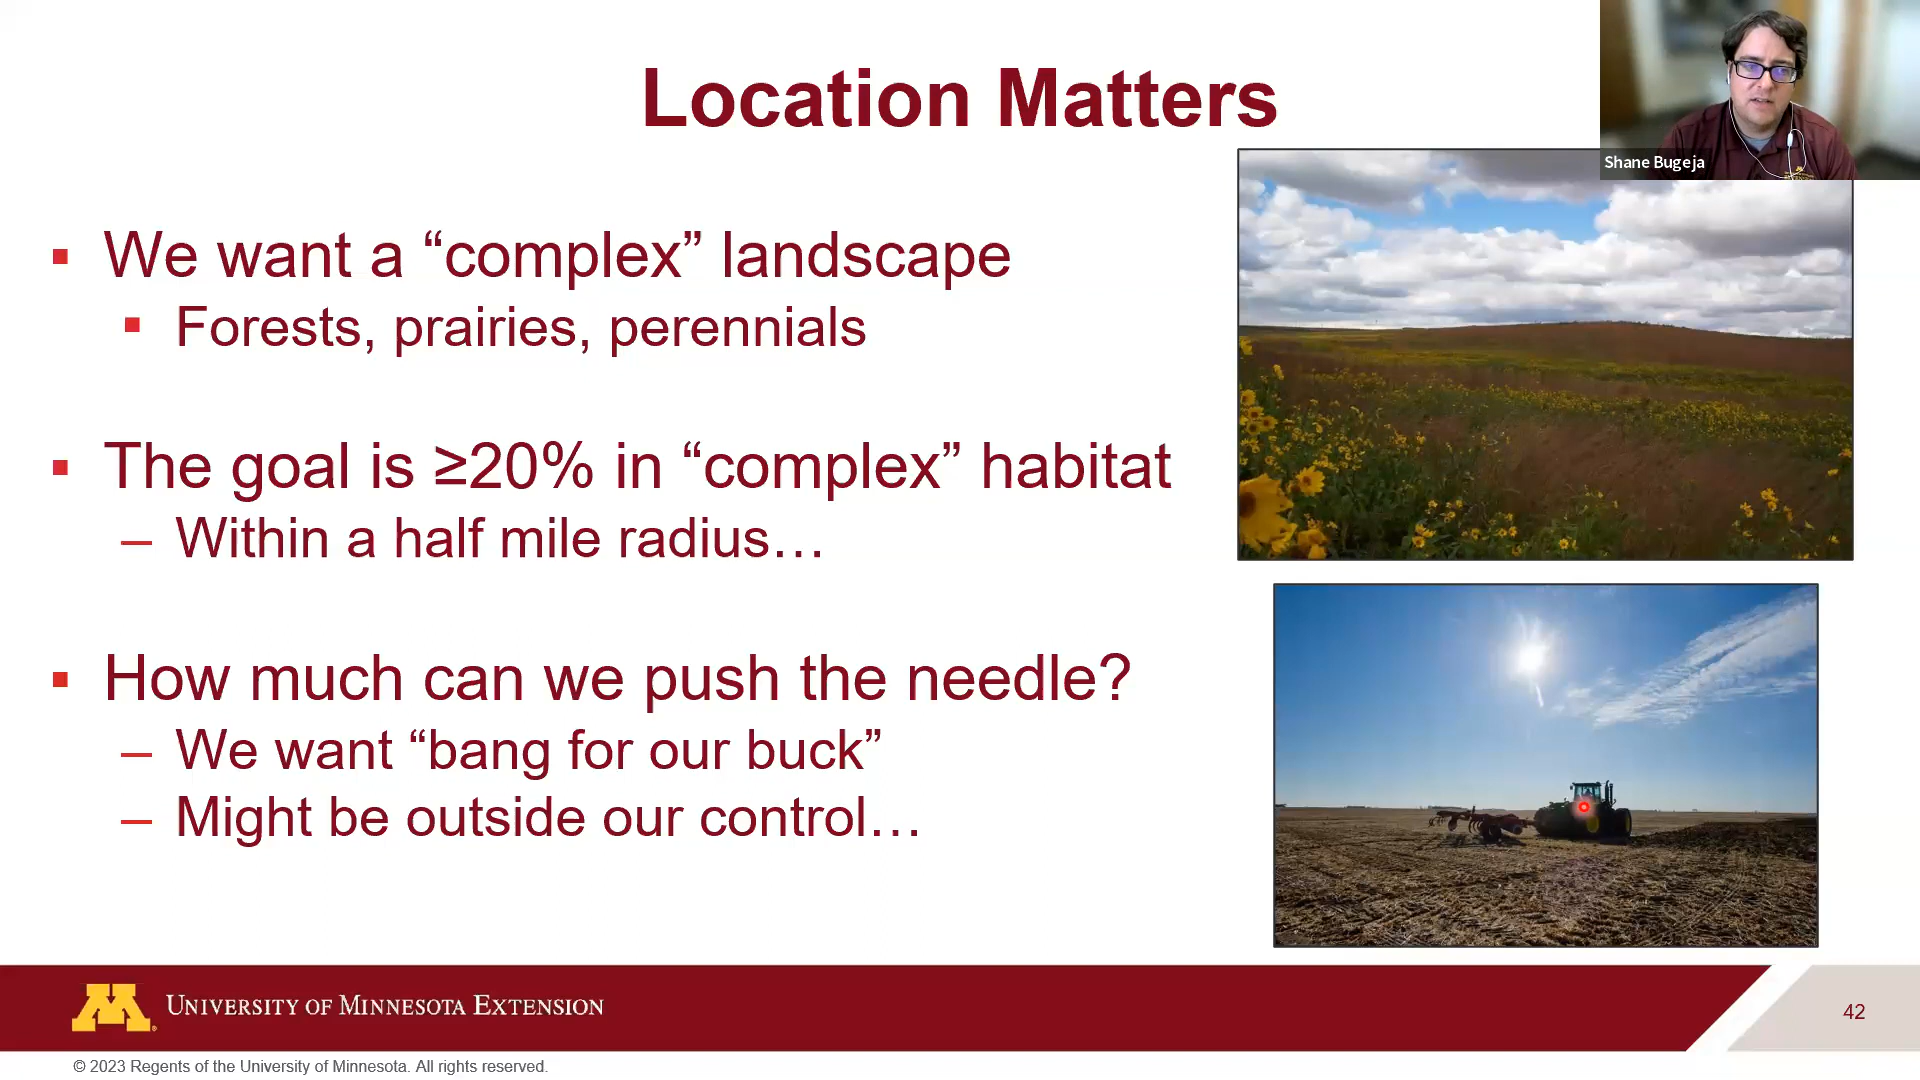 Location Matters
Shane Bugeja
We want a “complex” landscape
Forests, prairies, perennials
The goal is ≥20% in “complex” habitat
– Within a half mile radius…
How much can we push the needle?
– We want “bang for our buck”
– Might be outside our control…
M
UNIVERSITY OF MINNESOTA EXTENSION
42
© 2023 Regents of the University of Minnesota. All rights reserved.